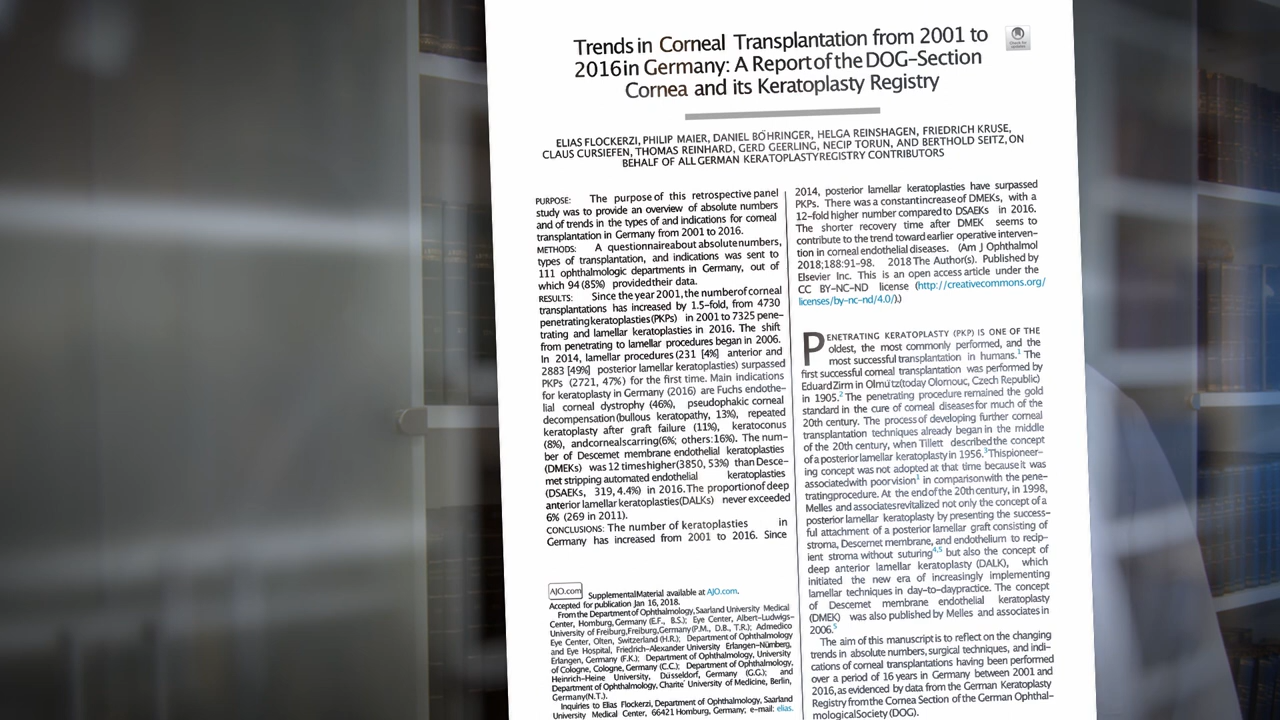 Trends in Corneal Transplantation from 2001 to
2016 in Germany: A Report of the DOG–Section
Cornea and its Keratoplasty Registry
Check for
updates
ELIAS FLOCKERZI, PHILIP MAIER, DANIEL BÖHRINGER, HELGA REINSHAGEN, FRIEDRICH KRUSE,
CLAUS CURSIEFEN, THOMAS REINHARD, GERD GEERLING, NECIP TORUN, AND BERTHOLD SEITZ, ON
BEHALF OF ALL GERMAN KERATOPLASTY REGISTRY CONTRIBUTORS
PURPOSE: The purpose of this retrospective panel
study was to provide an overview of absolute numbers
and of trends in the types of and indications for corneal
transplantation in Germany from 2001 to 2016.
METHODS: A questionnaire about absolute numbers,
types of transplantation, and indications was sent to
111 ophthalmologic departments in Germany, out of
which 94 (85%) provided their data.
RESULTS: Since the year 2001, the number of corneal
transplantations has increased by 1.5-fold, from 4730
penetrating keratoplasties (PKPs) in 2001 to 7325 pene-
trating and lamellar keratoplasties in 2016. The shift
from penetrating to lamellar procedures began in 2006.
In 2014, lamellar procedures (231 [4%] anterior and
2883 [49%] posterior lamellar keratoplasties) surpassed
PKPs (2721, 47%) for the first time. Main indications
for keratoplasty in Germany (2016) are Fuchs endothe-
lial corneal dystrophy (46%), pseudophakic corneal
decompensation (bullous keratopathy, 13%), repeated
keratoplasty after graft failure (11%), keratoconus
(8%), and corneal scarring (6%; others: 16%). The num-
ber of Descemet membrane endothelial keratoplasties
(DMEKs) was 12 times higher (3850, 53%) than Desce-
met stripping automated endothelial keratoplasties
(DSAEKs, 319, 4.4%) in 2016. The proportion of deep
anterior lamellar keratoplasties (DALKs) never exceeded
6% (269 in 2011).
CONCLUSIONS: The number of keratoplasties in
Germany has increased from 2001 to 2016. Since
AJO.com Supplemental Material available at AJO.com.
Accepted for publication Jan 16, 2018.
From the Department of Ophthalmology, Saarland University Medical
Center, Homburg, Germany (E.F., B.S.); Eye Center, Albert-Ludwigs-
University of Freiburg, Freiburg, Germany (P.M., D.B., T.R.); Admedico
Eye Center, Olten, Switzerland (H.R.); Department of Ophthalmology
and Eye Hospital, Friedrich-Alexander University Erlangen-Nürnberg,
Erlangen, Germany (F.K.); Department of Ophthalmology, University
of Cologne, Cologne, Germany (C.C.); Department of Ophthalmology,
Heinrich-Heine University, Düsseldorf, Germany (G.G.); and
Department of Ophthalmology, Charité University of Medicine, Berlin,
Germany (N.T.).
Inquiries to Elias Flockerzi, Department of Ophthalmology, Saarland
University Medical Center, 66421 Homburg, Germany; e-mail: elias.
2014, posterior lamellar keratoplasties have surpassed
PKPs. There was a constant increase of DMEKs, with a
12-fold higher number compared to DSAEKs in 2016.
The shorter recovery time after DMEK seems to
contribute to the trend toward earlier operative interven-
tion in corneal endothelial diseases. (Am J Ophthalmol
2018;188:91–98. 2018 The Author(s). Published by
Elsevier Inc. This is an open access article under the
CC BY-NC-ND license (http://creativecommons.org/
licenses/by-nc-nd/4.0/).)
PENETRATING KERATOPLASTY (PKP) IS ONE OF THE
oldest, the most commonly performed, and the
most successful transplantation in humans.1 The
first successful corneal transplantation was performed by
Eduard Zirm in Olmütz (today Olomouc, Czech Republic)
in 1905.2 The penetrating procedure remained the gold
standard in the cure of corneal diseases for much of the
20th century. The process of developing further corneal
transplantation techniques already began in the middle
of the 20th century, when Tillett described the concept
of a posterior lamellar keratoplasty in 1956.3 This pioneer-
ing concept was not adopted at that time because it was
associated with poor vision1 in comparison with the pene-
trating procedure. At the end of the 20th century, in 1998,
Melles and associates revitalized not only the concept of a
posterior lamellar keratoplasty by presenting the success-
ful attachment of a posterior lamellar graft consisting of
stroma, Descemet membrane, and endothelium to recip-
ient stroma without suturing4,5 but also the concept of
deep anterior lamellar keratoplasty (DALK), which
initiated the new era of increasingly implementing
lamellar techniques in day-to-day practice. The concept
of Descemet membrane endothelial keratoplasty
(DMEK) was also published by Melles and associates in
2006.5
The aim of this manuscript is to reflect on the changing
trends in absolute numbers, surgical techniques, and indi-
cations of corneal transplantations having been performed
over a period of 16 years in Germany between 2001 and
2016, as evidenced by data from the German Keratoplasty
Registry from the Cornea Section of the German Ophthal-
mological Society (DOG).